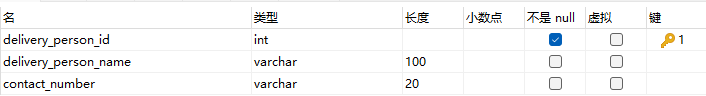 名 类型 长度 小数点 不是 null 虚拟 键
delivery_person_id int 1
delivery_person_name varchar 100
contact_number varchar 20